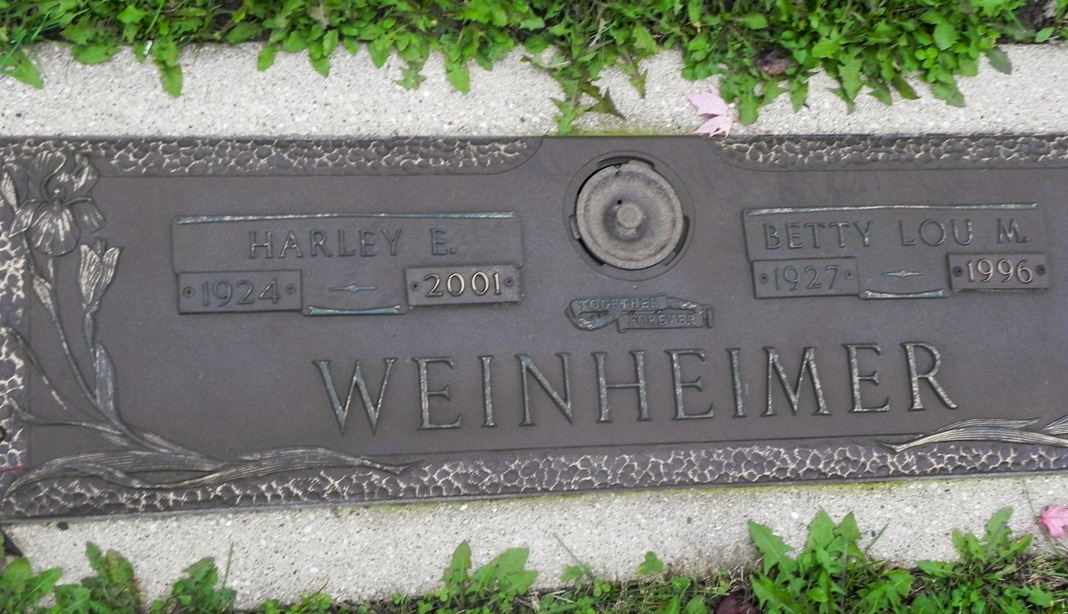 HARLEY E.
1924 2001
BETTY LOU M.
1927 1996
TOGETHER
FOREVER
WEINHEIMER